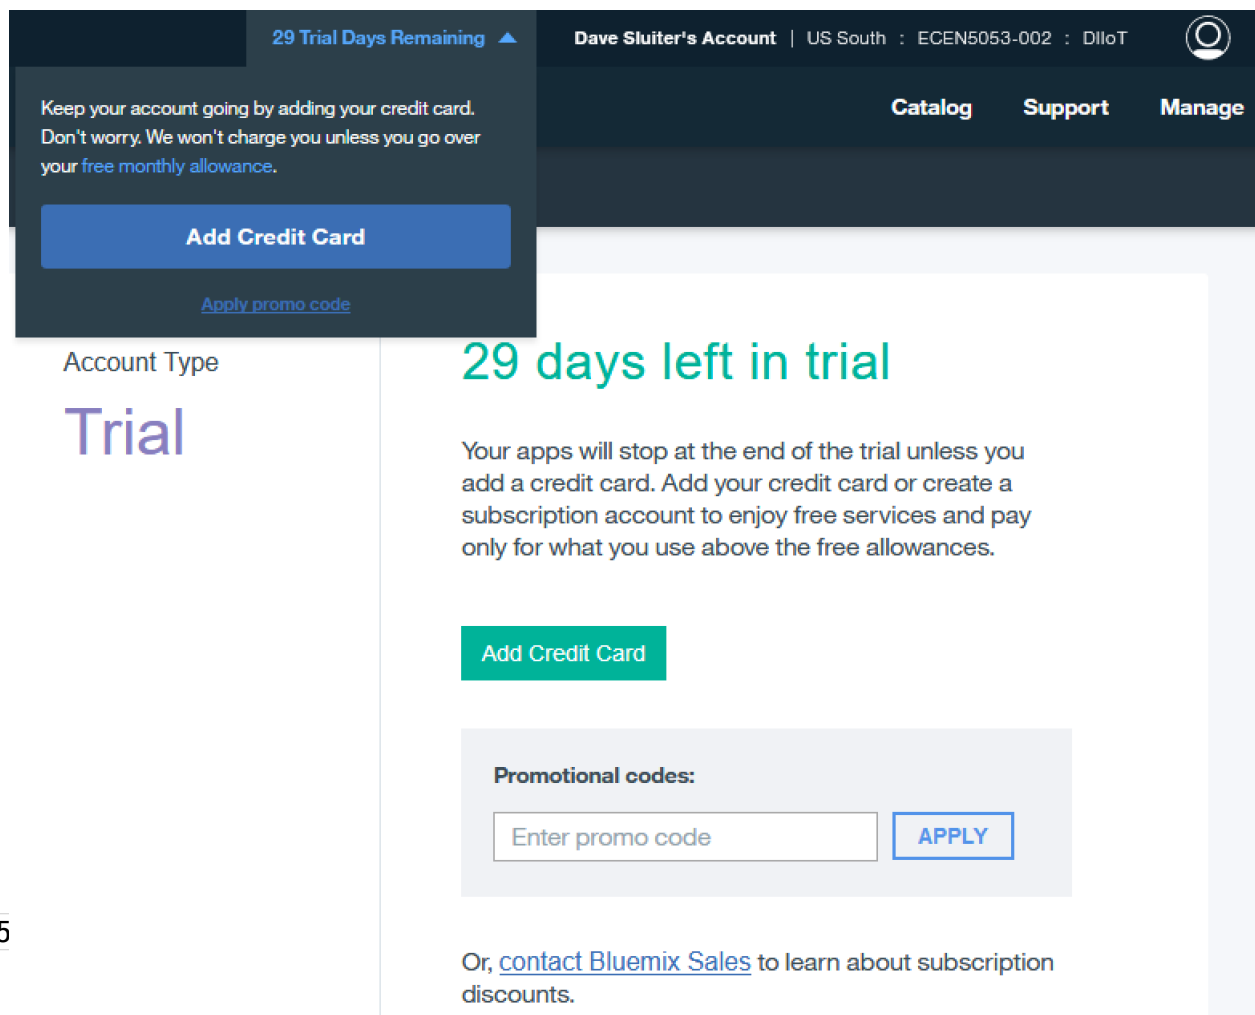 29 Trial Days Remaining
Dave Sluiter's Account | US South : ECEN5053-002 : DIIoT
Keep your account going by adding your credit card.
Don't worry. We won't charge you unless you go over
your free monthly allowance.
Catalog Support Manage
Add Credit Card
Apply promo code
Account Type
Trial
29 days left in trial
Your apps will stop at the end of the trial unless you
add a credit card. Add your credit card or create a
subscription account to enjoy free services and pay
only for what you use above the free allowances.
Add Credit Card
Promotional codes:
Enter promo code
APPLY
5
Or, contact Bluemix Sales to learn about subscription
discounts.